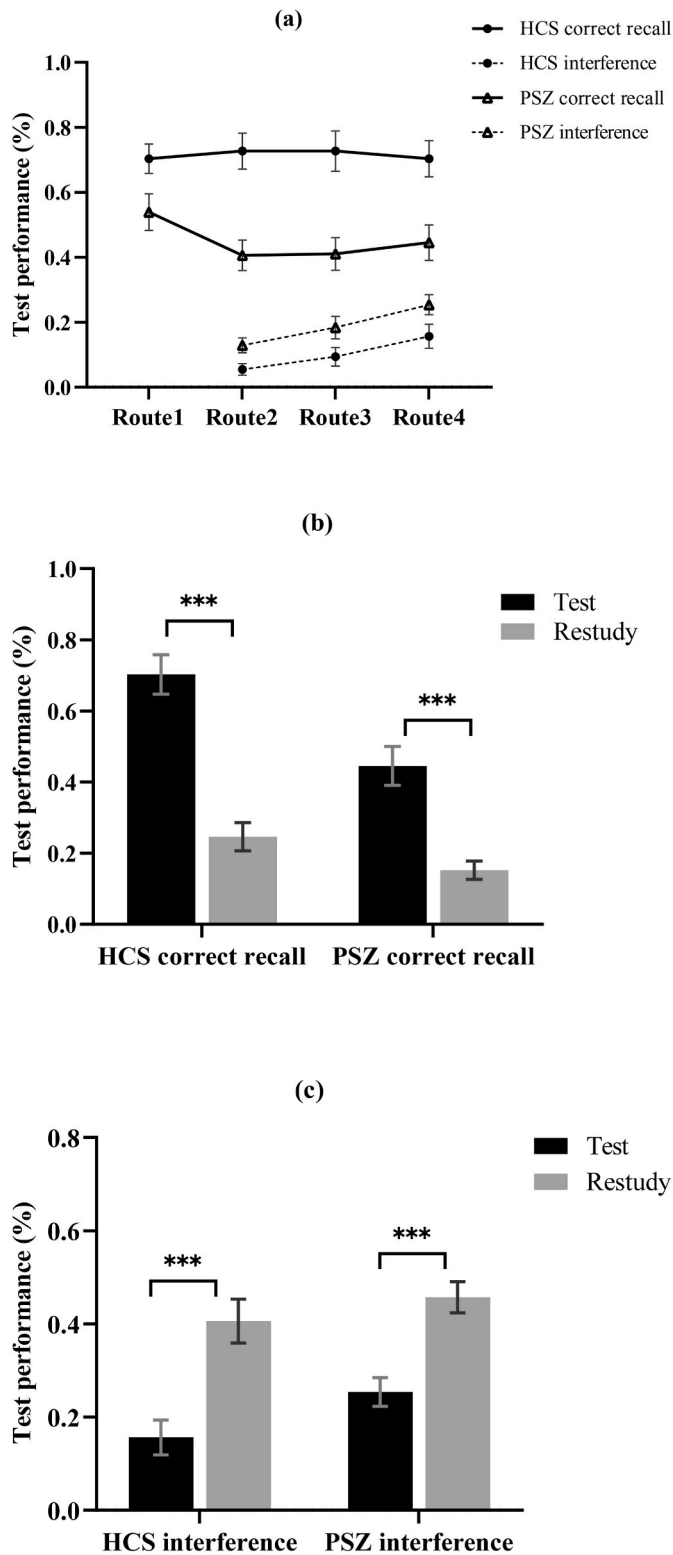 (a)
HCS correct recall
HCS interference
PSZ correct recall
PSZ interference
Test performance (%)
1.0
0.8
0.6
0.4
0.2
0.0
Route1 Route2 Route3 Route4
(b)
Test
Restudy
Test performance (%)
1.0
0.8
0.6
0.4
0.2
0.0
***
***
HCS correct recall PSZ correct recall
(c)
Test
Restudy
Test performance (%)
0.8
0.6
0.4
0.2
0.0
***
***
HCS interference PSZ interference